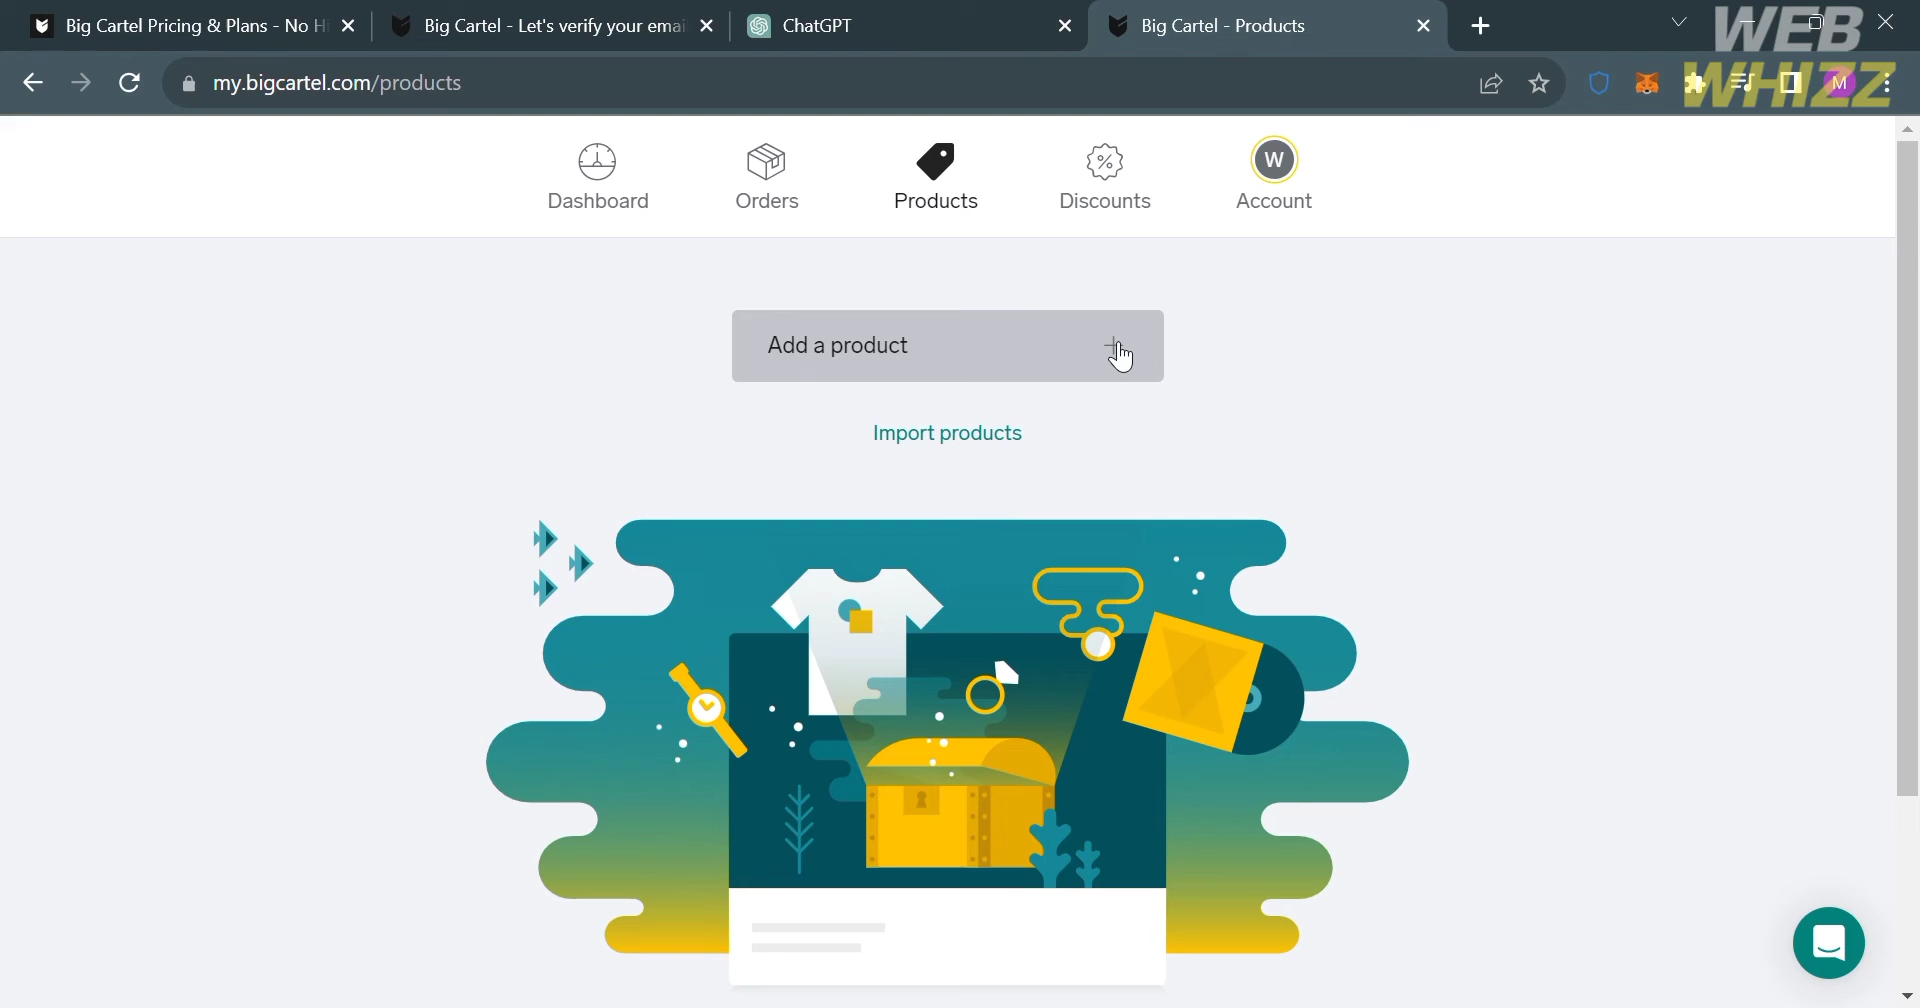 Big Cartel Pricing & Plans - No Hi
Big Cartel - Let's verify your emai
ChatGPT
Big Cartel - Products
WEB
WHIZZ
my.bigcartel.com/products
M
Dashboard
Orders
Products
Discounts
W
Account
Add a product
Import products